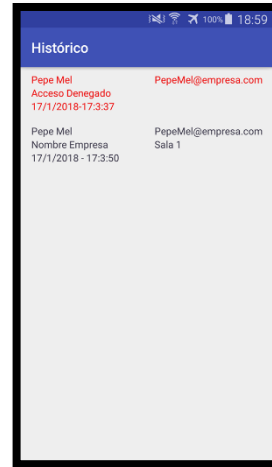 100% 18:59
Histórico
Pepe Mel PepeMel@empresa.com
Acceso Denegado
17/1/2018-17:3:37
Pepe Mel PepeMel@empresa.com
Nombre Empresa Sala 1
17/1/2018 - 17:3:50